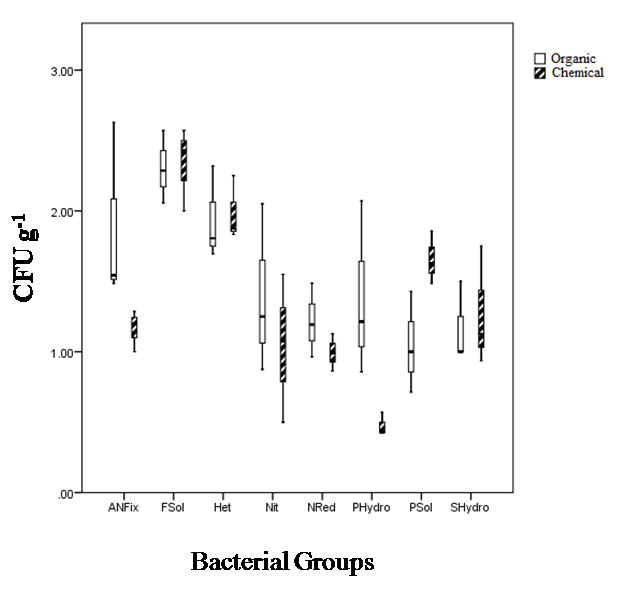 Organic
Chemical
3.00
2.00
1.00
.00
CFU g-1
ANFix FSol Het Nit NRed PHydro PSol SHydro
Bacterial Groups